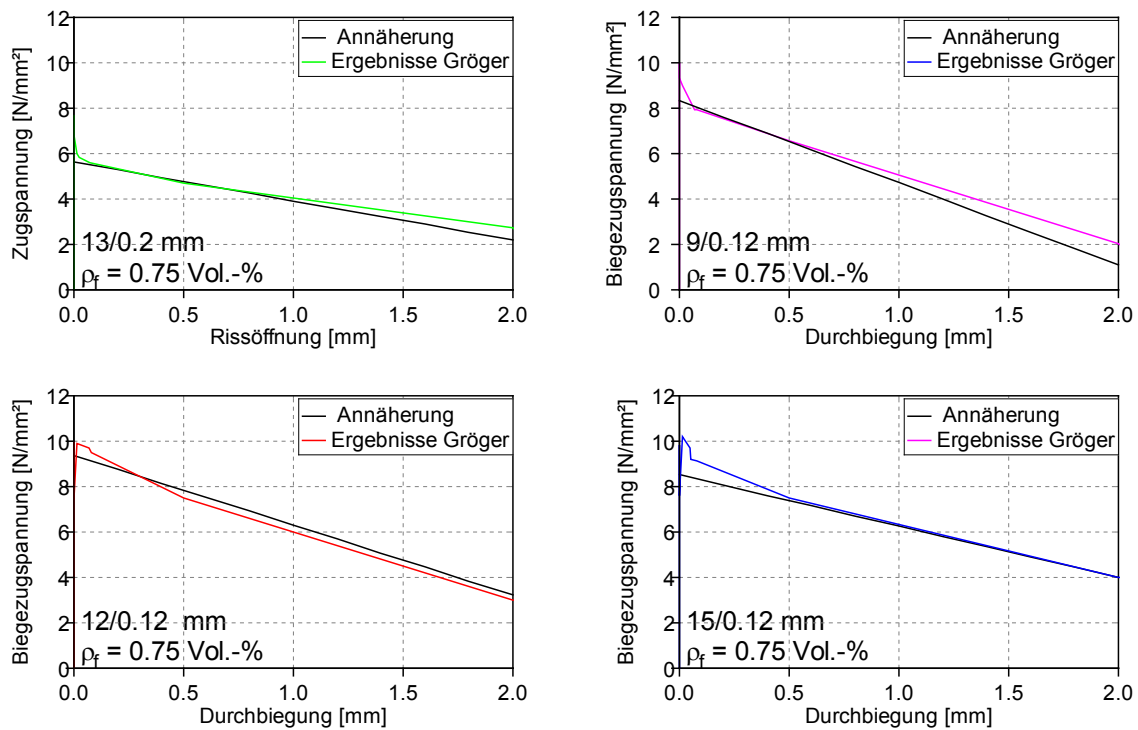 12
10
8
6
4
2
0
Zugspannung [N/mm²]
Annäherung
Ergebnisse Gröger
13/0.2 mm
ρf = 0.75 Vol.-%
0.0 0.5 1.0 1.5 2.0
Rissöffnung [mm]
12
10
8
6
4
2
0
Biegezugspannung [N/mm²]
Annäherung
Ergebnisse Gröger
9/0.12 mm
ρf = 0.75 Vol.-%
0.0 0.5 1.0 1.5 2.0
Durchbiegung [mm]
12
10
8
6
4
2
0
Biegezugspannung [N/mm²]
Annäherung
Ergebnisse Gröger
12/0.12 mm
ρf = 0.75 Vol.-%
0.0 0.5 1.0 1.5 2.0
Durchbiegung [mm]
12
10
8
6
4
2
0
Biegezugspannung [N/mm²]
Annäherung
Ergebnisse Gröger
15/0.12 mm
ρf = 0.75 Vol.-%
0.0 0.5 1.0 1.5 2.0
Durchbiegung [mm]